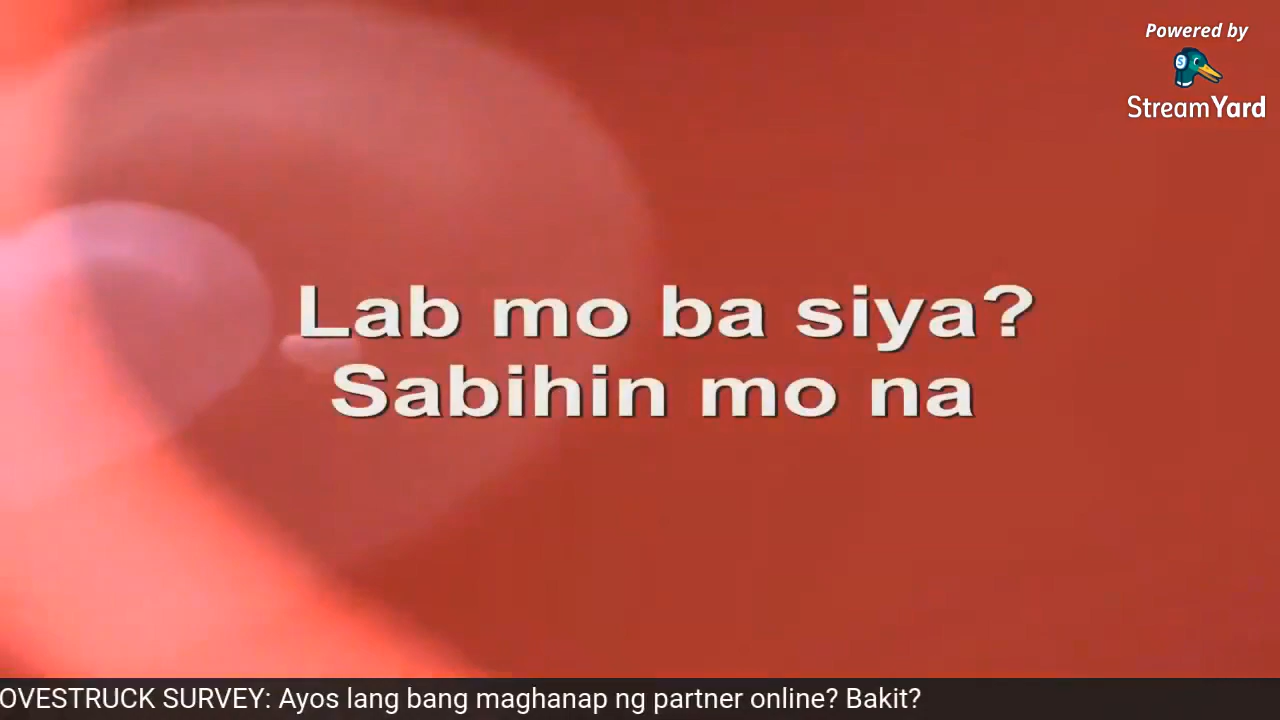 Powered by
StreamYard
Lab mo ba siya?
Sabihin mo na
OVESTRUCK SURVEY: Ayos lang bang maghanap ng partner online? Bakit?